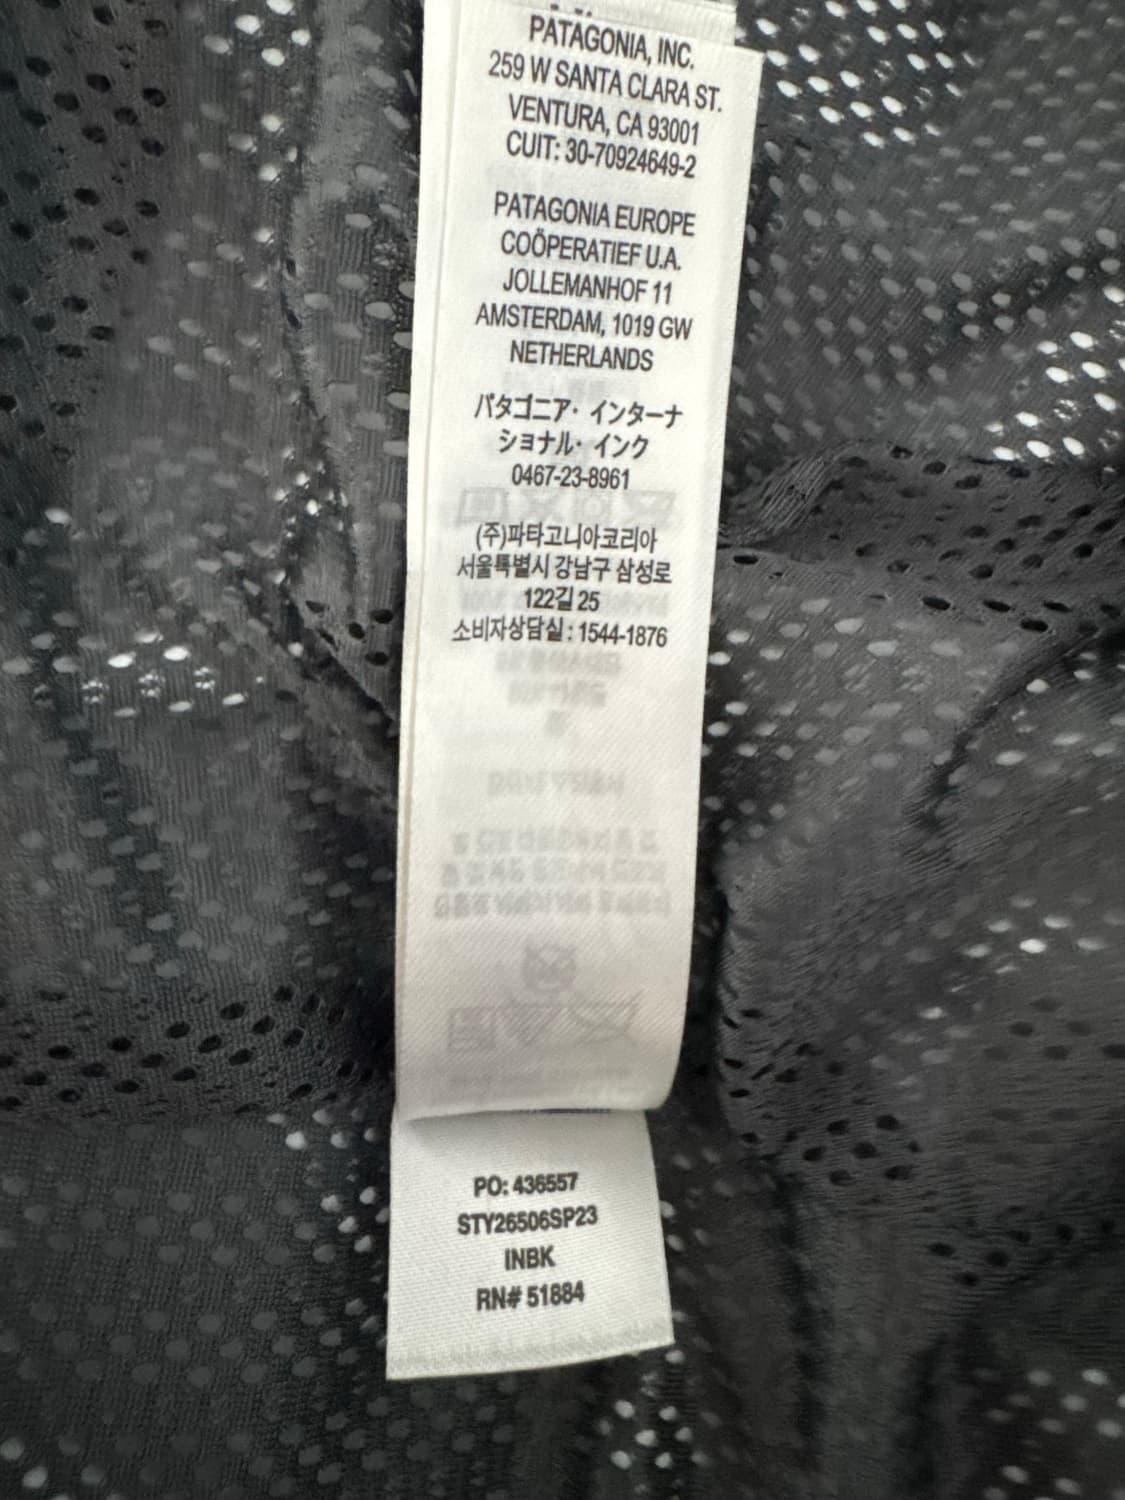 PATAGONIA, INC.
259 W SANTA CLARA ST.
VENTURA, CA 93001
CUIT: 30-70924649-2
PATAGONIA EUROPE
COÖPERATIEF U.A.
JOLLEMANHOF 11
AMSTERDAM, 1019 GW
NETHERLANDS
パタゴニア・インターナ
ショナル・インク
0467-23-8961
(주)파타고니아코리아
서울특별시 강남구 삼성로
122길 25
소비자상담실 : 1544-1876
PO: 436557
STY26506SP23
INBK
RN# 51884